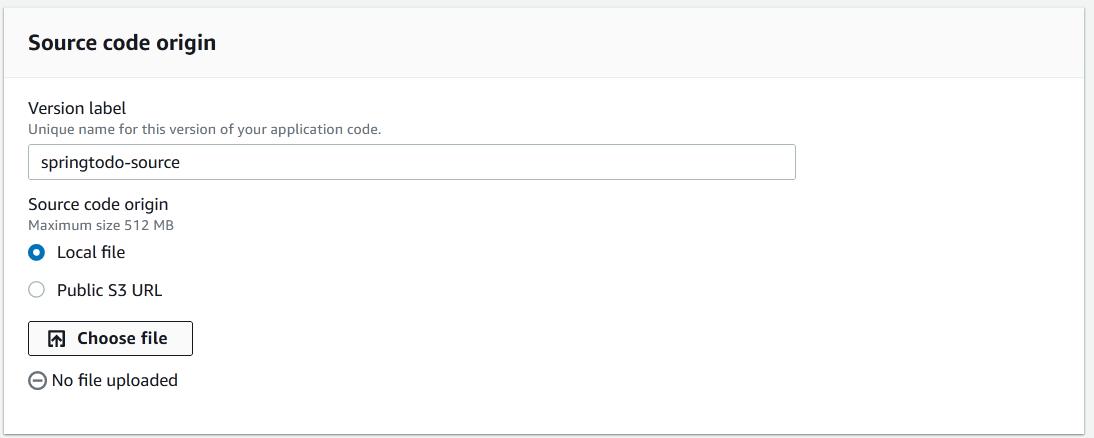 Source code origin
Version label
Unique name for this version of your application code.
springtodo-source
Source code origin
Maximum size 512 MB
Local file
Public S3 URL
Choose file
No file uploaded